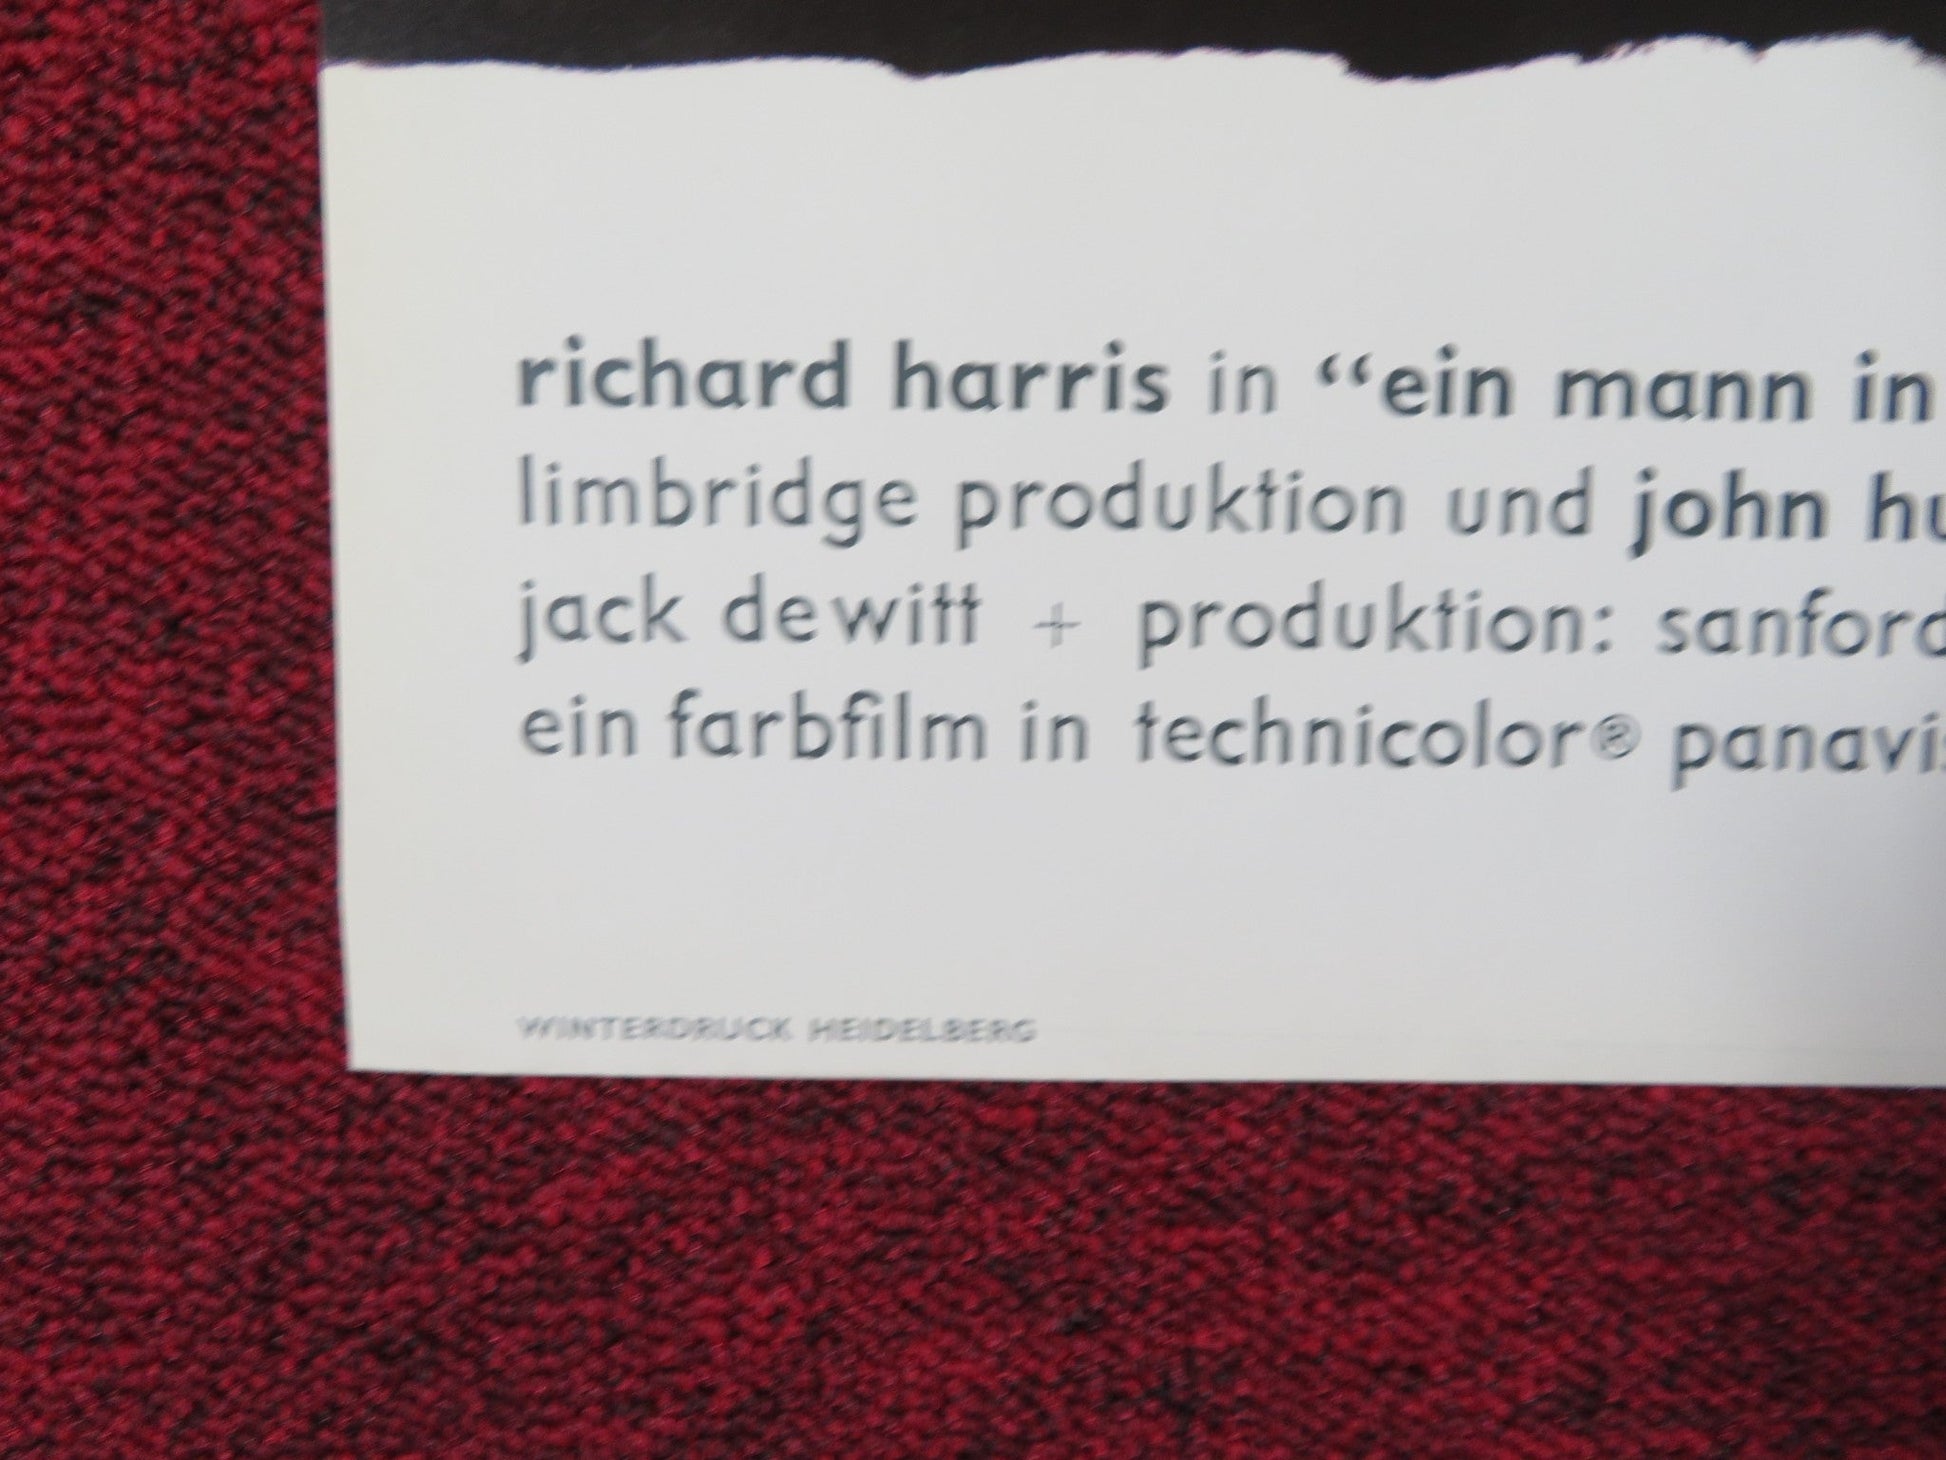 richard harris in “ein mann in
limbridge produktion und john hu
jack dewitt + produktion: sanford
ein farbfilm in technicolor® panavis
WINTERDRUCK HEIDELBERG